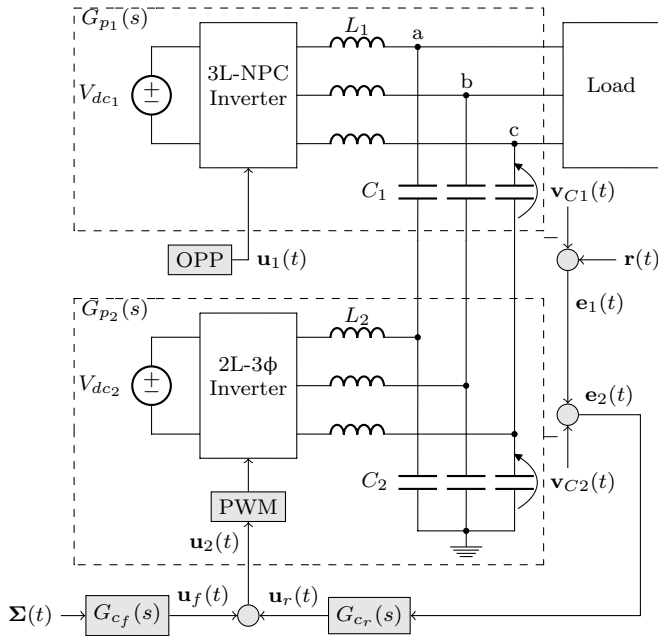 G_{p_1}(s)
L_1
a
3L-NPC
Inverter
b
Load
V_{dc_1}
+
−
c
C_1
v_{C1}(t)
−
OPP
u_1(t)
r(t)
e_1(t)
G_{p_2}(s)
L_2
2L-3ϕ
Inverter
V_{dc_2}
+
−
e_2(t)
−
C_2
v_{C2}(t)
PWM
u_2(t)
Σ(t)
G_{c_f}(s)
u_f(t)
u_r(t)
G_{c_r}(s)